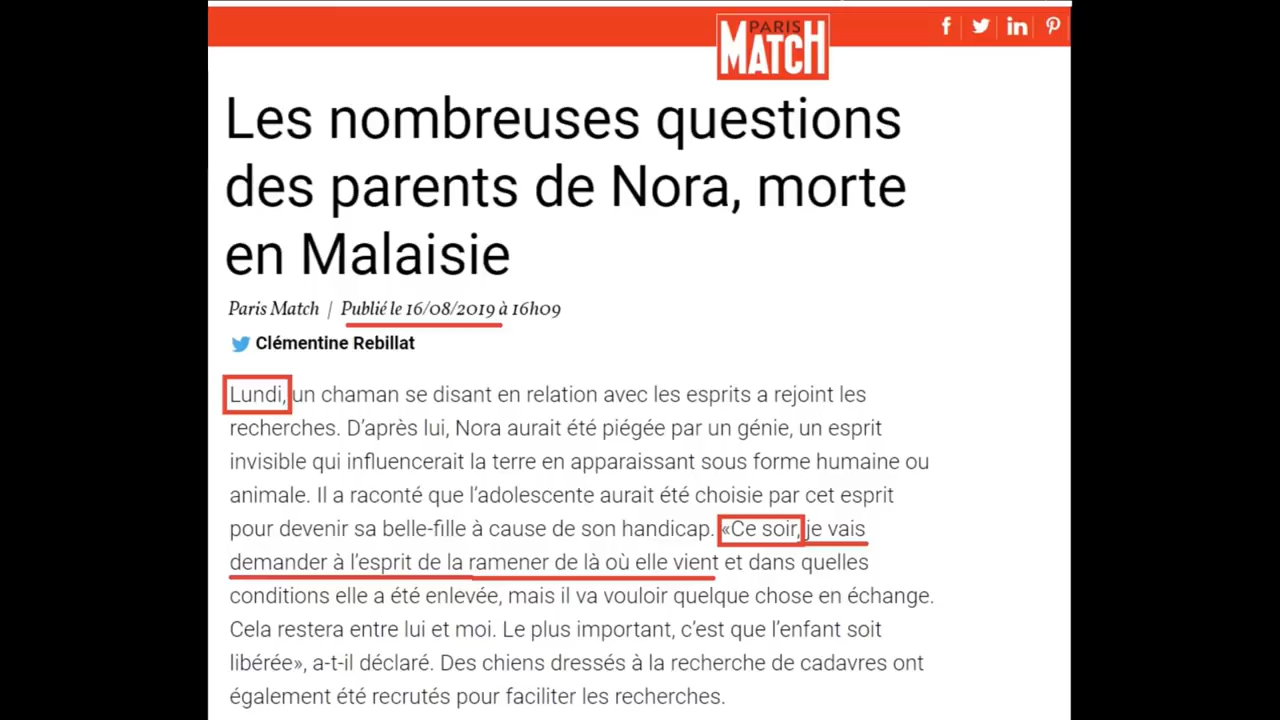 PARIS
MATCH
Les nombreuses questions
des parents de Nora, morte
en Malaisie
Paris Match | Publié le 16/08/2019 à 16h09
Clémentine Rebillat
Lundi, un chaman se disant en relation avec les esprits a rejoint les
recherches. D’après lui, Nora aurait été piégée par un génie, un esprit
invisible qui influencerait la terre en apparaissant sous forme humaine ou
animale. Il a raconté que l’adolescente aurait été choisie par cet esprit
pour devenir sa belle-fille à cause de son handicap. «Ce soir, je vais
demander à l’esprit de la ramener de là où elle vient et dans quelles
conditions elle a été enlevée, mais il va vouloir quelque chose en échange.
Cela restera entre lui et moi. Le plus important, c’est que l’enfant soit
libérée», a-t-il déclaré. Des chiens dressés à la recherche de cadavres ont
également été recrutés pour faciliter les recherches.